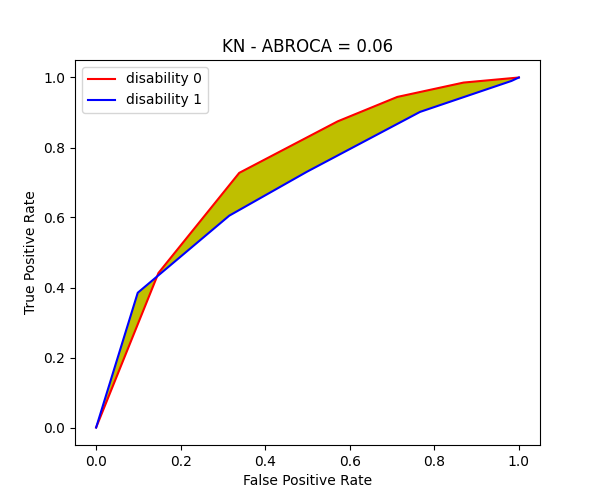 KN - ABROCA = 0.06
disability 0
disability 1
True Positive Rate
1.0
0.8
0.6
0.4
0.2
0.0
0.0 0.2 0.4 0.6 0.8 1.0
False Positive Rate